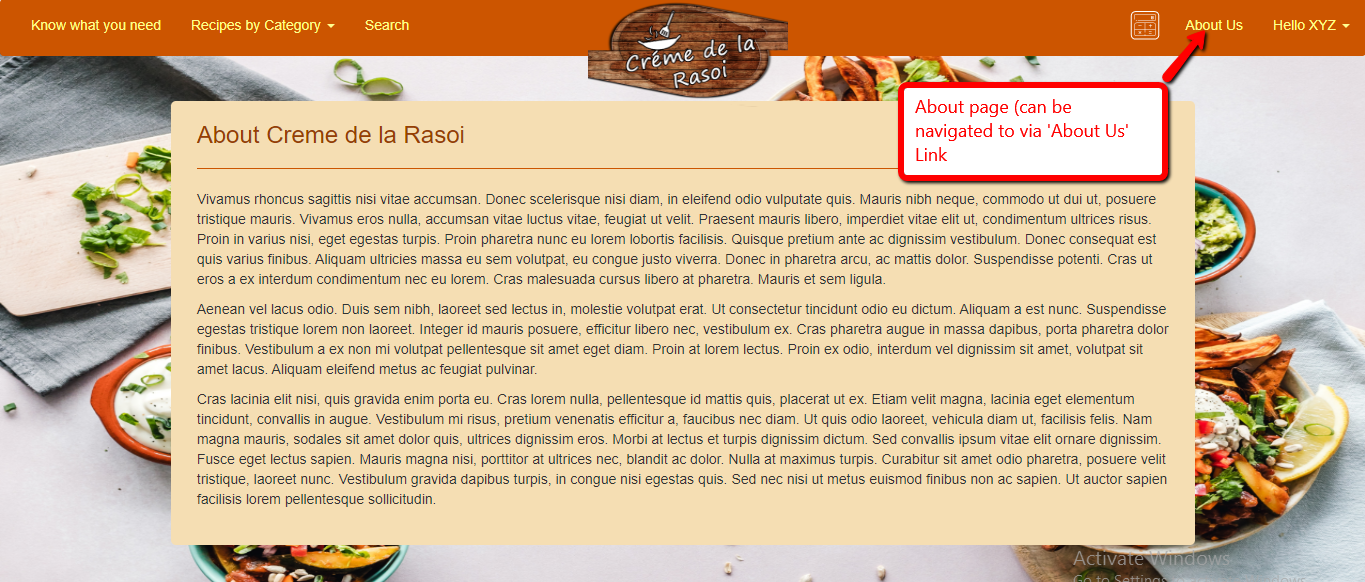 Know what you need
Recipes by Category
Search
Créme de la
Rasoi
About Us
Hello XYZ
About page (can be
navigated to via 'About Us'
Link
About Creme de la Rasoi
Vivamus rhoncus sagittis nisi vitae accumsan. Donec scelerisque nisi diam, in eleifend odio vulputate quis. Mauris nibh neque, commodo ut dui ut, posuere
tristique mauris. Vivamus eros nulla, accumsan vitae luctus vitae, feugiat ut velit. Praesent mauris libero, imperdiet vitae elit ut, condimentum ultrices risus.
Proin in varius nisi, eget egestas turpis. Proin pharetra nunc eu lorem lobortis facilisis. Quisque pretium ante ac dignissim vestibulum. Donec consequat est
quis varius finibus. Aliquam ultricies massa eu sem volutpat, eu congue justo viverra. Donec in pharetra arcu, ac mattis dolor. Suspendisse potenti. Cras ut
eros a ex interdum condimentum nec eu lorem. Cras malesuada cursus libero at pharetra. Mauris et sem ligula.
Aenean vel lacus odio. Duis sem nibh, laoreet sed lectus in, molestie volutpat erat. Ut consectetur tincidunt odio eu dictum. Aliquam a est nunc. Suspendisse
egestas tristique lorem non laoreet. Integer id mauris posuere, efficitur libero nec, vestibulum ex. Cras pharetra augue in massa dapibus, porta pharetra dolor
finibus. Vestibulum a ex non mi volutpat pellentesque sit amet eget diam. Proin at lorem lectus. Proin ex odio, interdum vel dignissim sit amet, volutpat sit
amet lacus. Aliquam eleifend metus ac feugiat pulvinar.
Cras lacinia elit nisi, quis gravida enim porta eu. Cras lorem nulla, pellentesque id mattis quis, placerat ut ex. Etiam velit magna, lacinia eget elementum
tincidunt, convallis in augue. Vestibulum mi risus, pretium venenatis efficitur a, faucibus nec diam. Ut quis odio laoreet, vehicula diam ut, facilisis felis. Nam
magna mauris, sodales sit amet dolor quis, ultrices dignissim eros. Morbi at lectus et turpis dignissim dictum. Sed convallis ipsum vitae elit ornare dignissim.
Fusce eget lectus sapien. Mauris magna nisi, porttitor at ultrices nec, blandit ac dolor. Nulla at maximus turpis. Curabitur sit amet odio pharetra, posuere velit
tristique, laoreet nunc. Vestibulum gravida dapibus turpis, in congue nisi egestas quis. Sed nec nisi ut metus euismod finibus non ac sapien. Ut auctor sapien
facilisis lorem pellentesque sollicitudin.
Activate Windows
Go to Settings